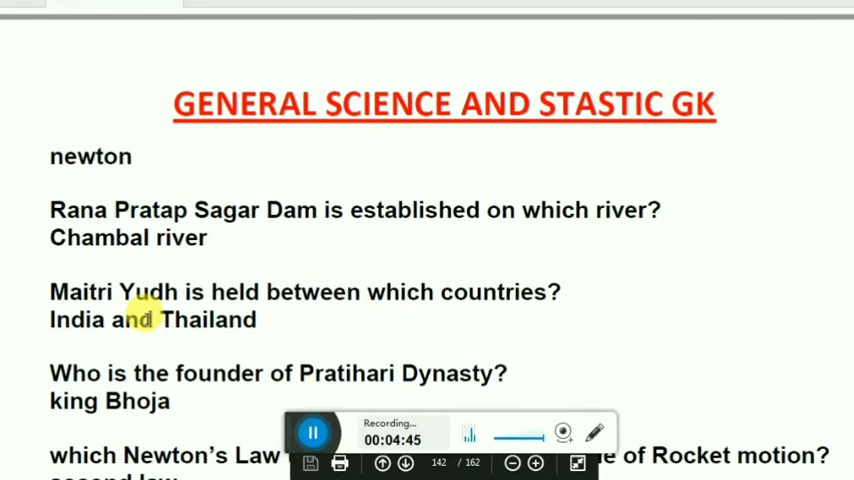 GENERAL SCIENCE AND STASTIC GK
newton
Rana Pratap Sagar Dam is established on which river?
Chambal river
Maitri Yudh is held between which countries?
India and Thailand
Who is the founder of Pratihari Dynasty?
king Bhoja
Recording...
00:04:45
which Newton's Law of Rocket motion?
142 / 162
second law